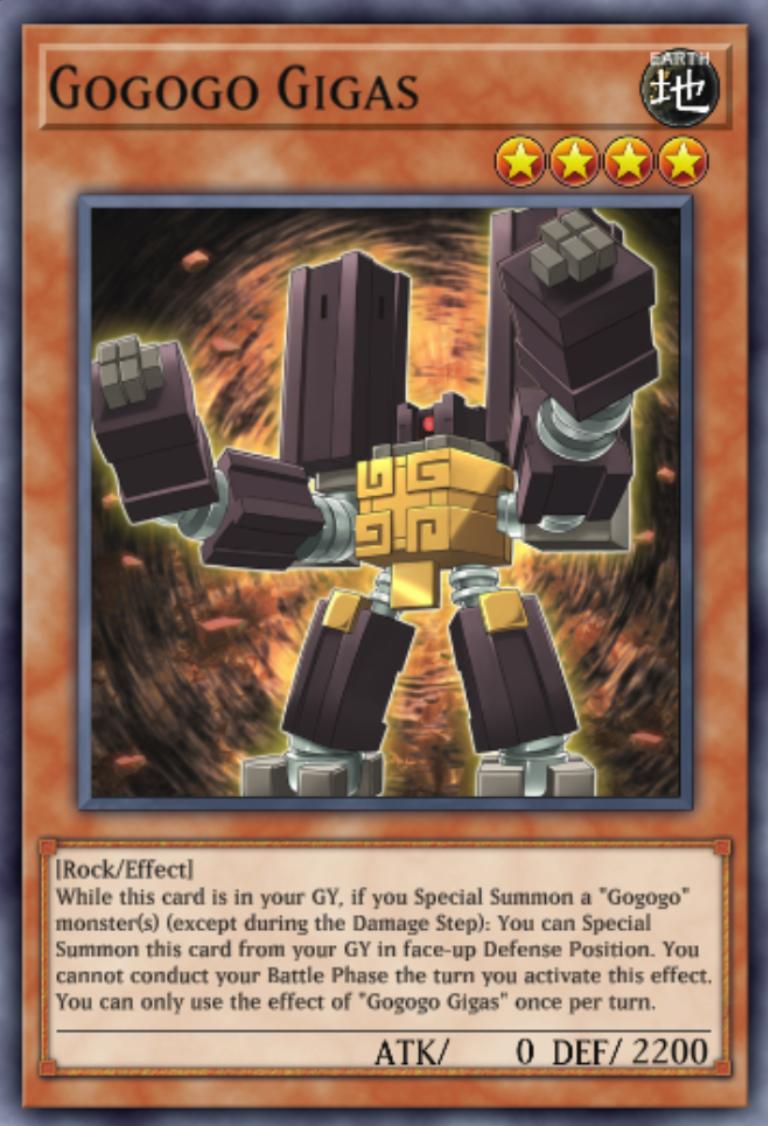 Gogogo Gigas
EARTH
地
[Rock/Effect]
While this card is in your GY, if you Special Summon a "Gogogo"
monster(s) (except during the Damage Step): You can Special
Summon this card from your GY in face-up Defense Position. You
cannot conduct your Battle Phase the turn you activate this effect.
You can only use the effect of "Gogogo Gigas" once per turn.
ATK/ 0 DEF/ 2200